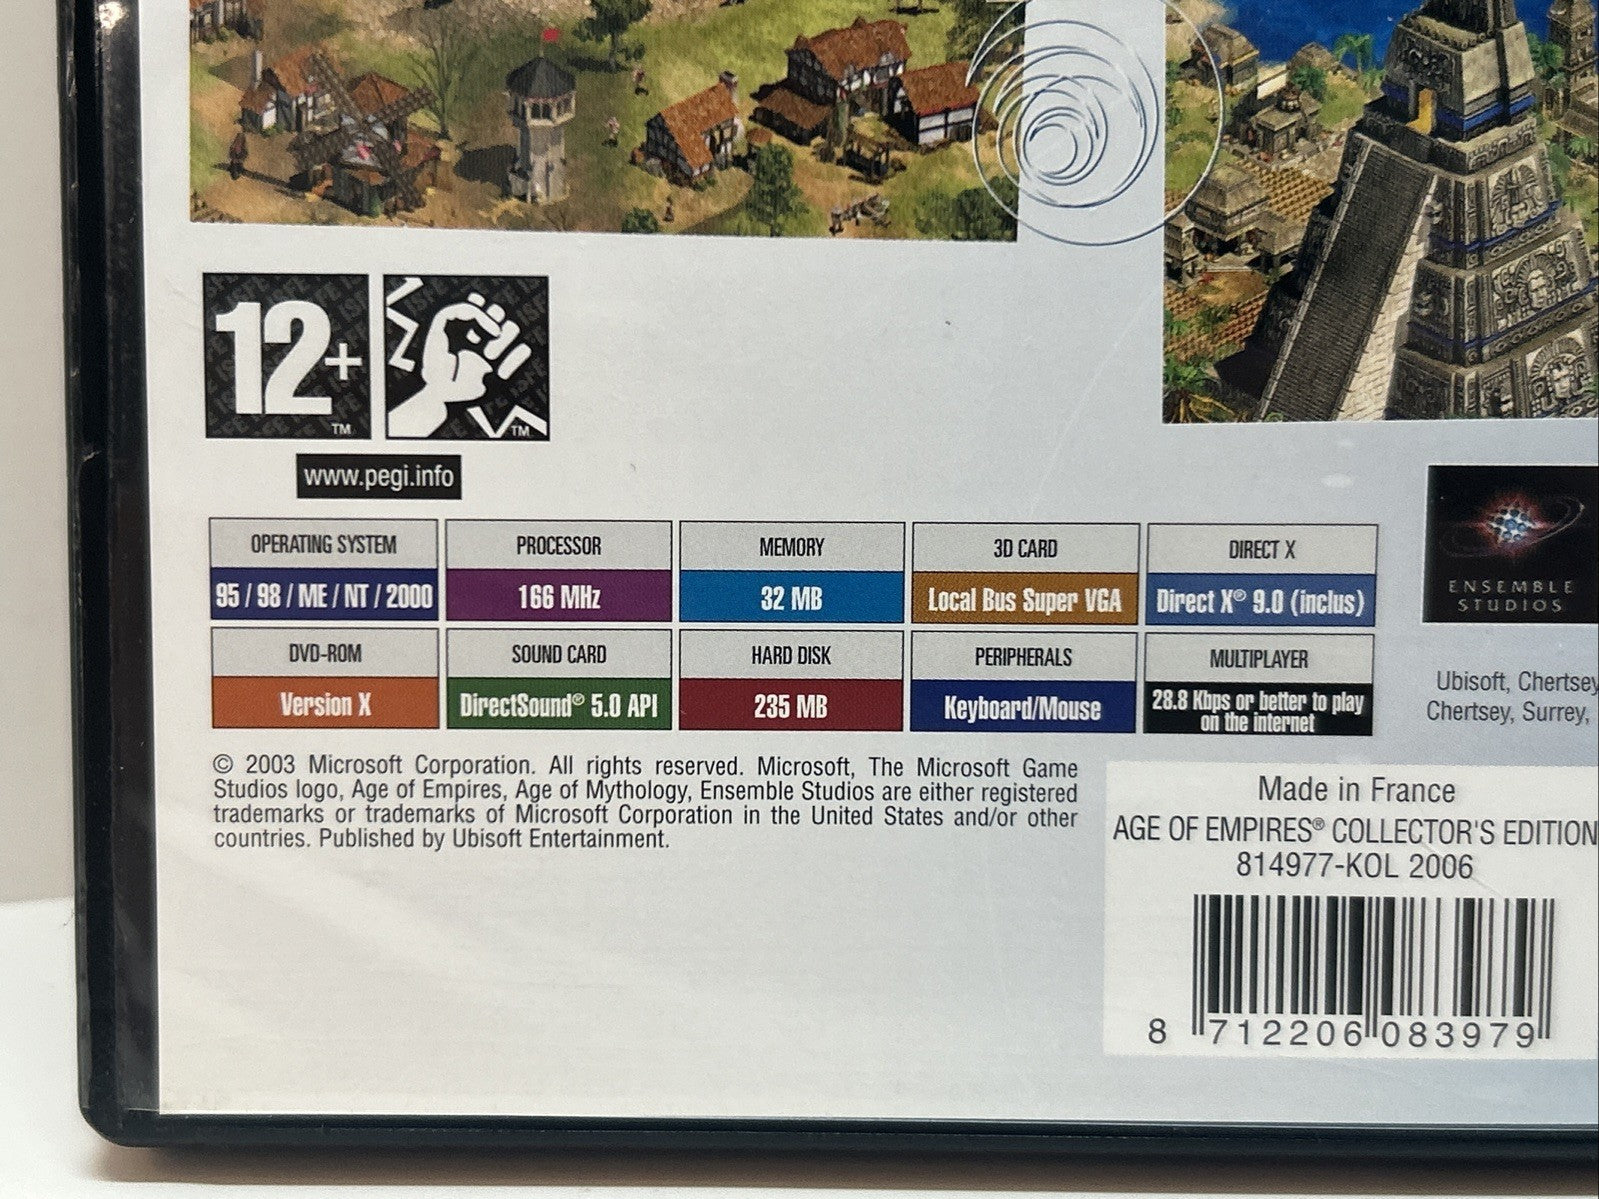 12+
TM
TM
www.pegi.info
OPERATING SYSTEM
95 / 98 / ME / NT / 2000
PROCESSOR
166 MHz
MEMORY
32 MB
3D CARD
Local Bus Super VGA
DIRECT X
Direct X® 9.0 (inclus)
DVD-ROM
Version X
SOUND CARD
DirectSound® 5.0 API
HARD DISK
235 MB
PERIPHERALS
Keyboard/Mouse
MULTIPLAYER
28.8 Kbps or better to play
on the internet
ENSEMBLE
STUDIOS
Ubisoft, Chertsey
Chertsey, Surrey,
© 2003 Microsoft Corporation. All rights reserved. Microsoft, The Microsoft Game
Studios logo, Age of Empires, Age of Mythology, Ensemble Studios are either registered
trademarks or trademarks of Microsoft Corporation in the United States and/or other
countries. Published by Ubisoft Entertainment.
Made in France
AGE OF EMPIRES® COLLECTOR'S EDITION
814977-KOL 2006
8 712206 083979